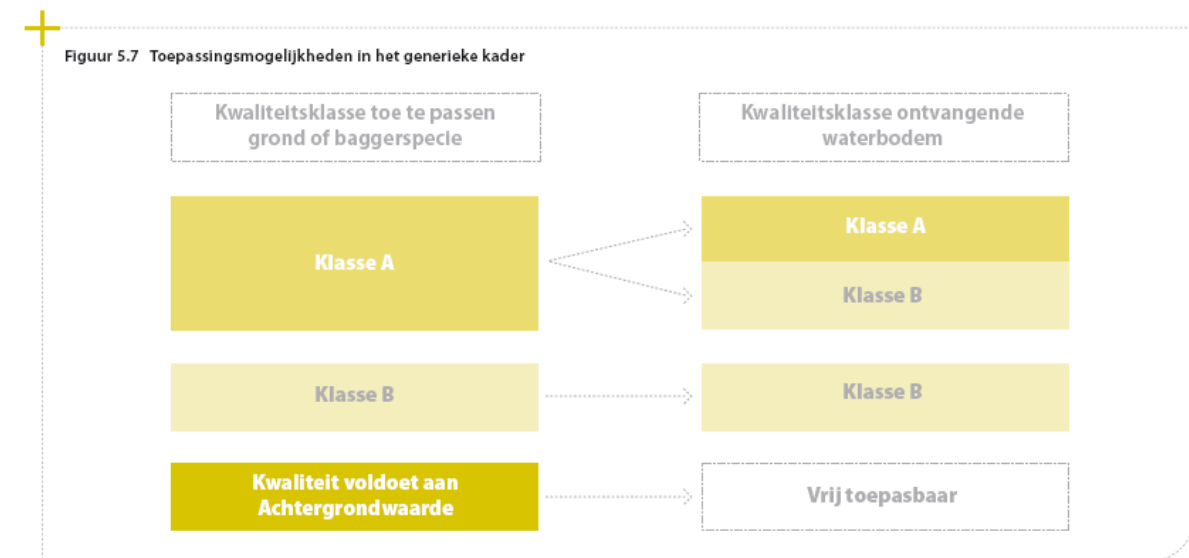 Figuur 5.7 Toepassingsmogelijkheden in het generieke kader
Kwaliteitsklasse toe te passen
grond of baggerspecie
Kwaliteitsklasse ontvangende
waterbodem
Klasse A
Klasse A
Klasse B
Klasse B
Klasse B
Kwaliteit voldoet aan
Achtergrondwaarde
Vrij toepasbaar